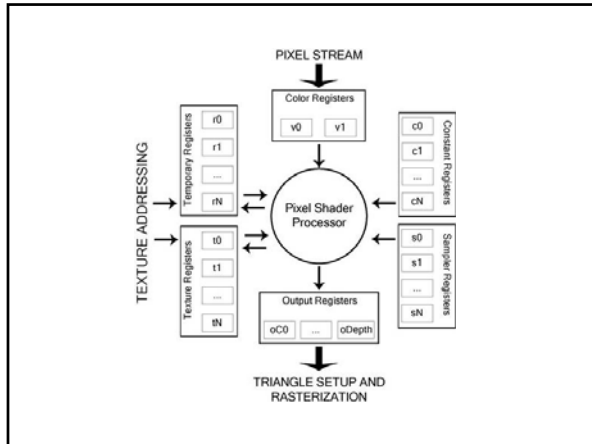 PIXEL STREAM
Color Registers
v0 v1
TEXTURE ADDRESSING
Temporary Registers
r0
r1
...
rN
Texture Registers
t0
t1
...
tN
Pixel Shader
Processor
Constant Registers
c0
c1
...
cN
Sampler Registers
s0
s1
...
sN
Output Registers
oC0 ... oDepth
TRIANGLE SETUP AND
RASTERIZATION